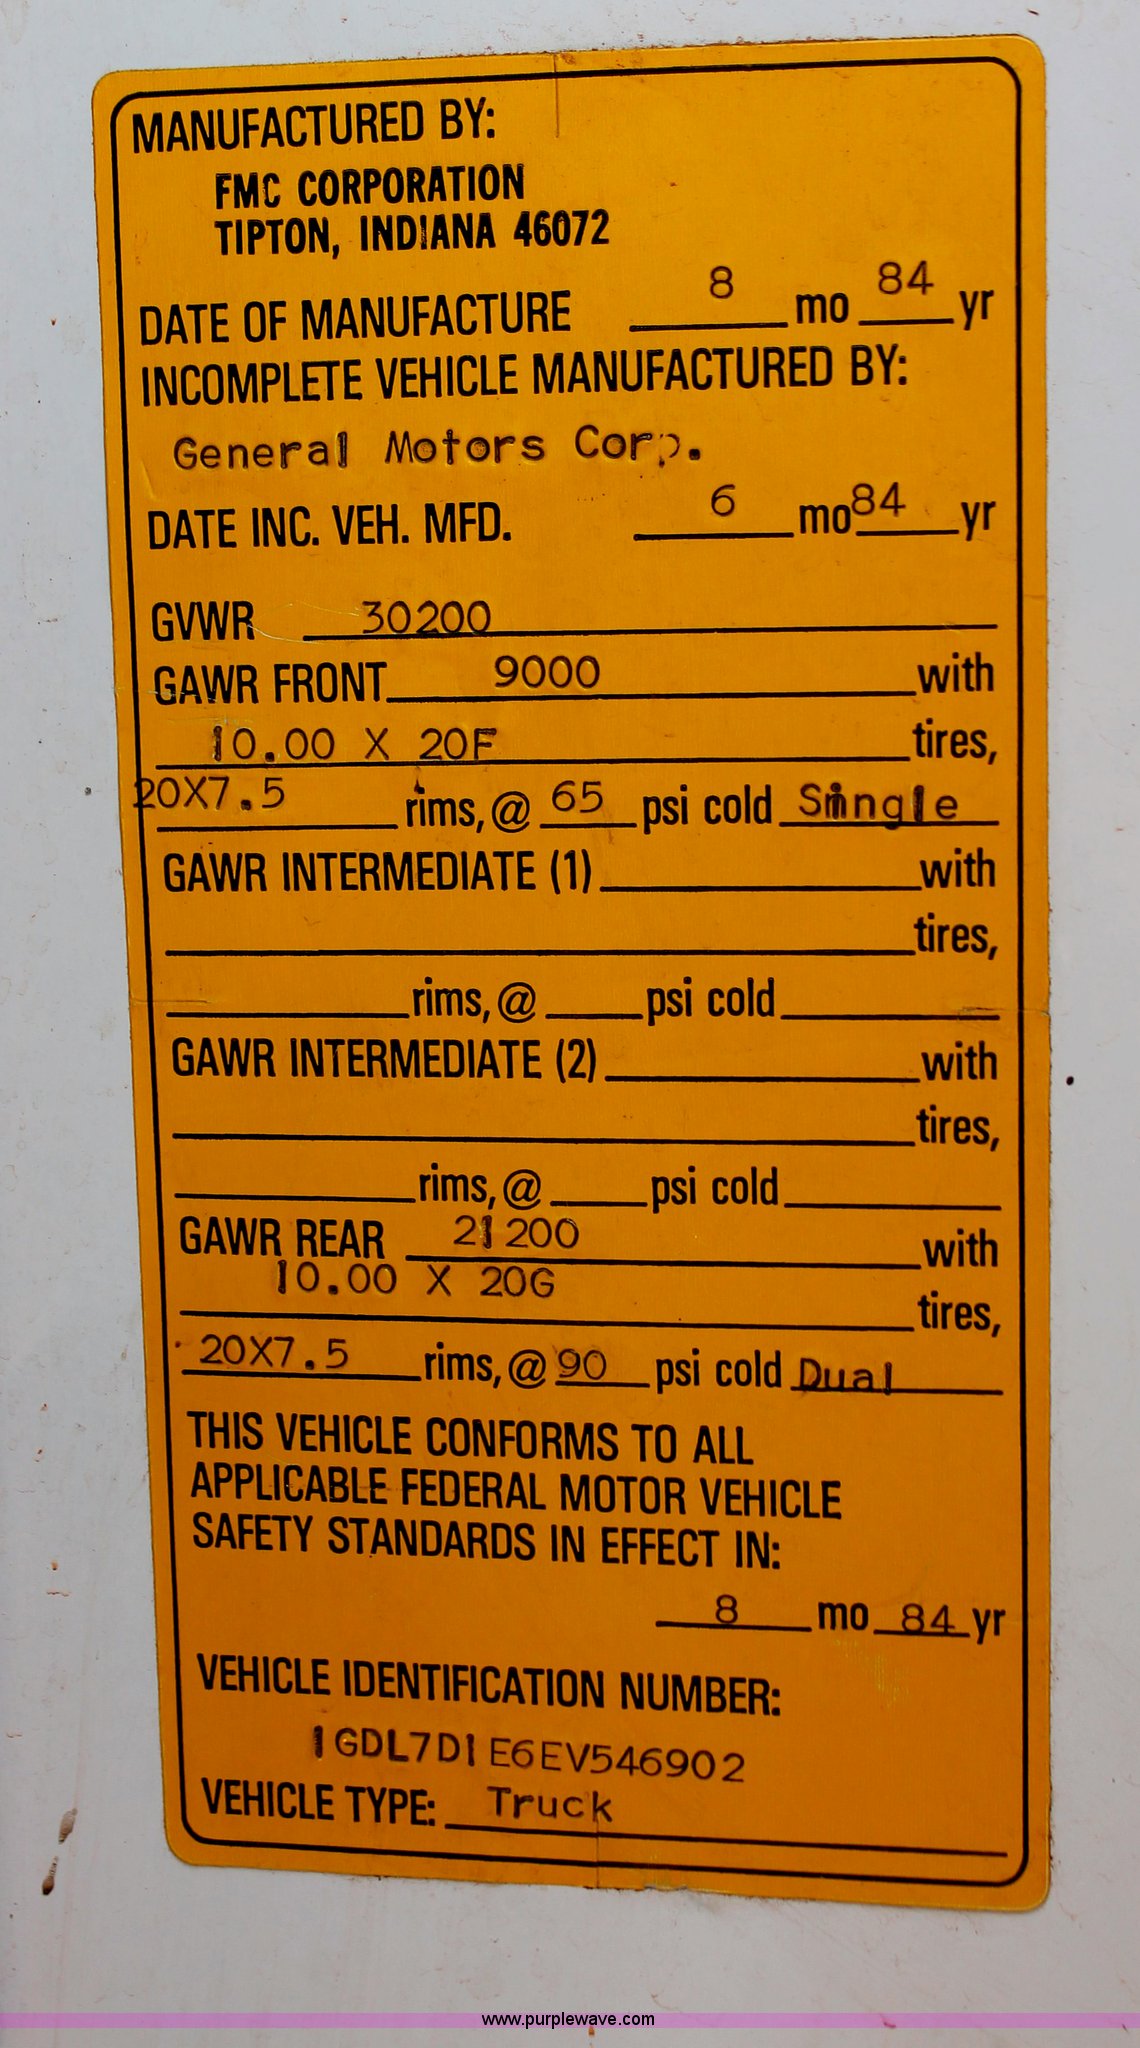 MANUFACTURED BY:
FMC CORPORATION
TIPTON, INDIANA 46072
DATE OF MANUFACTURE 8 mo 84 yr
INCOMPLETE VEHICLE MANUFACTURED BY:
General Motors Corp.
DATE INC. VEH. MFD. 6 mo 84 yr
GVWR 30200
GAWR FRONT 9000 with
10.00 X 20F tires,
20X7.5 rims, @ 65 psi cold Single
GAWR INTERMEDIATE (1) with
tires,
rims, @ psi cold
GAWR INTERMEDIATE (2) with
tires,
rims, @ psi cold
GAWR REAR 21200 with
10.00 X 20G tires,
20X7.5 rims, @ 90 psi cold Dual
THIS VEHICLE CONFORMS TO ALL
APPLICABLE FEDERAL MOTOR VEHICLE
SAFETY STANDARDS IN EFFECT IN:
8 mo 84 yr
VEHICLE IDENTIFICATION NUMBER:
1GDL7D1E6EV546902
VEHICLE TYPE: Truck
www.purplewave.com